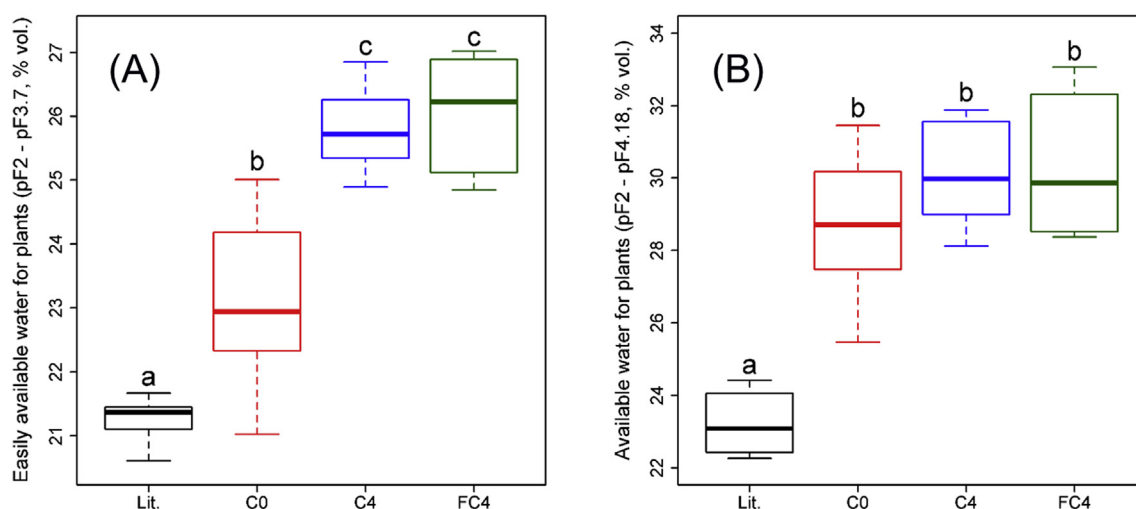 (A)
Easily available water for plants (pF2 - pF3.7, % vol.)
27
26
25
24
23
22
21
a
b
c
c
Lit.
C0
C4
FC4
(B)
Available water for plants (pF2 - pF4.18, % vol.)
34
32
30
28
26
24
22
a
b
b
b
Lit.
C0
C4
FC4